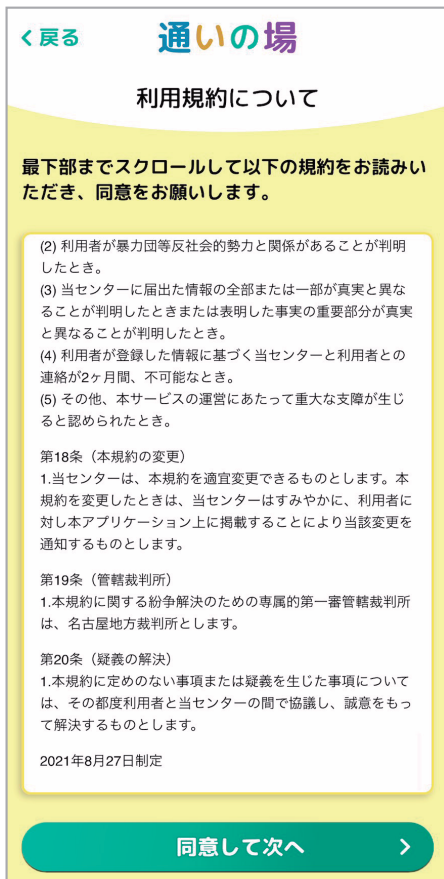 戻る
通いの場
利用規約について
最下部までスクロールして以下の規約をお読みい
ただき、同意をお願いします。
(2) 利用者が暴力団等反社会的勢力と関係があることが判明
したとき。
(3) 当センターに届出た情報の全部または一部が真実と異な
ることが判明したときまたは表明した事実の重要部分が真実
と異なることが判明したとき。
(4) 利用者が登録した情報に基づく当センターと利用者との
連絡が2ヶ月間、不可能なとき。
(5) その他、本サービスの運営にあたって重大な支障が生じ
ると認められたとき。
第18条（本規約の変更）
1.当センターは、本規約を適宜変更できるものとします。本
規約を変更したときは、当センターはすみやかに、利用者に
対し本アプリケーション上に掲載することにより当該変更を
通知するものとします。
第19条（管轄裁判所）
1.本規約に関する紛争解決のための専属的第一審管轄裁判所
は、名古屋地方裁判所とします。
第20条（疑義の解決）
1.本規約に定めのない事項または疑義を生じた事項について
は、その都度利用者と当センターの間で協議し、誠意をもっ
て解決するものとします。
2021年8月27日制定
同意して次へ